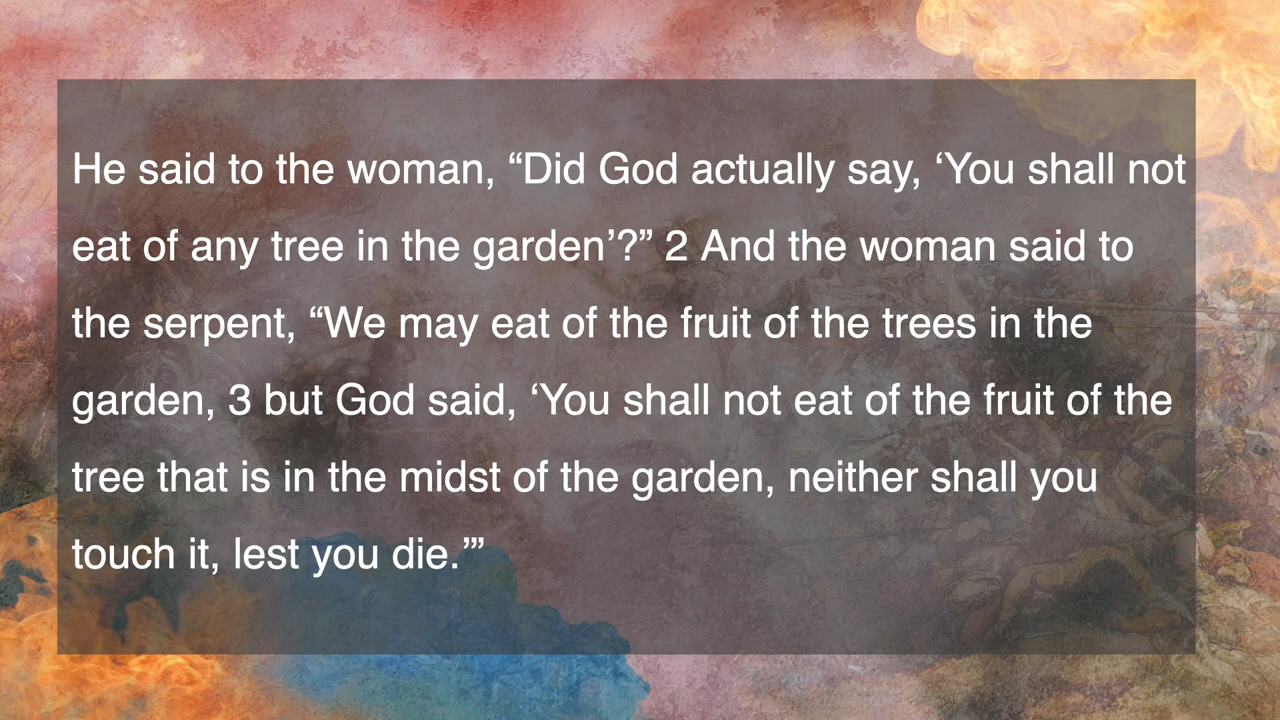 He said to the woman, “Did God actually say, ‘You shall not
eat of any tree in the garden’?” 2 And the woman said to
the serpent, “We may eat of the fruit of the trees in the
garden, 3 but God said, ‘You shall not eat of the fruit of the
tree that is in the midst of the garden, neither shall you
touch it, lest you die.’”